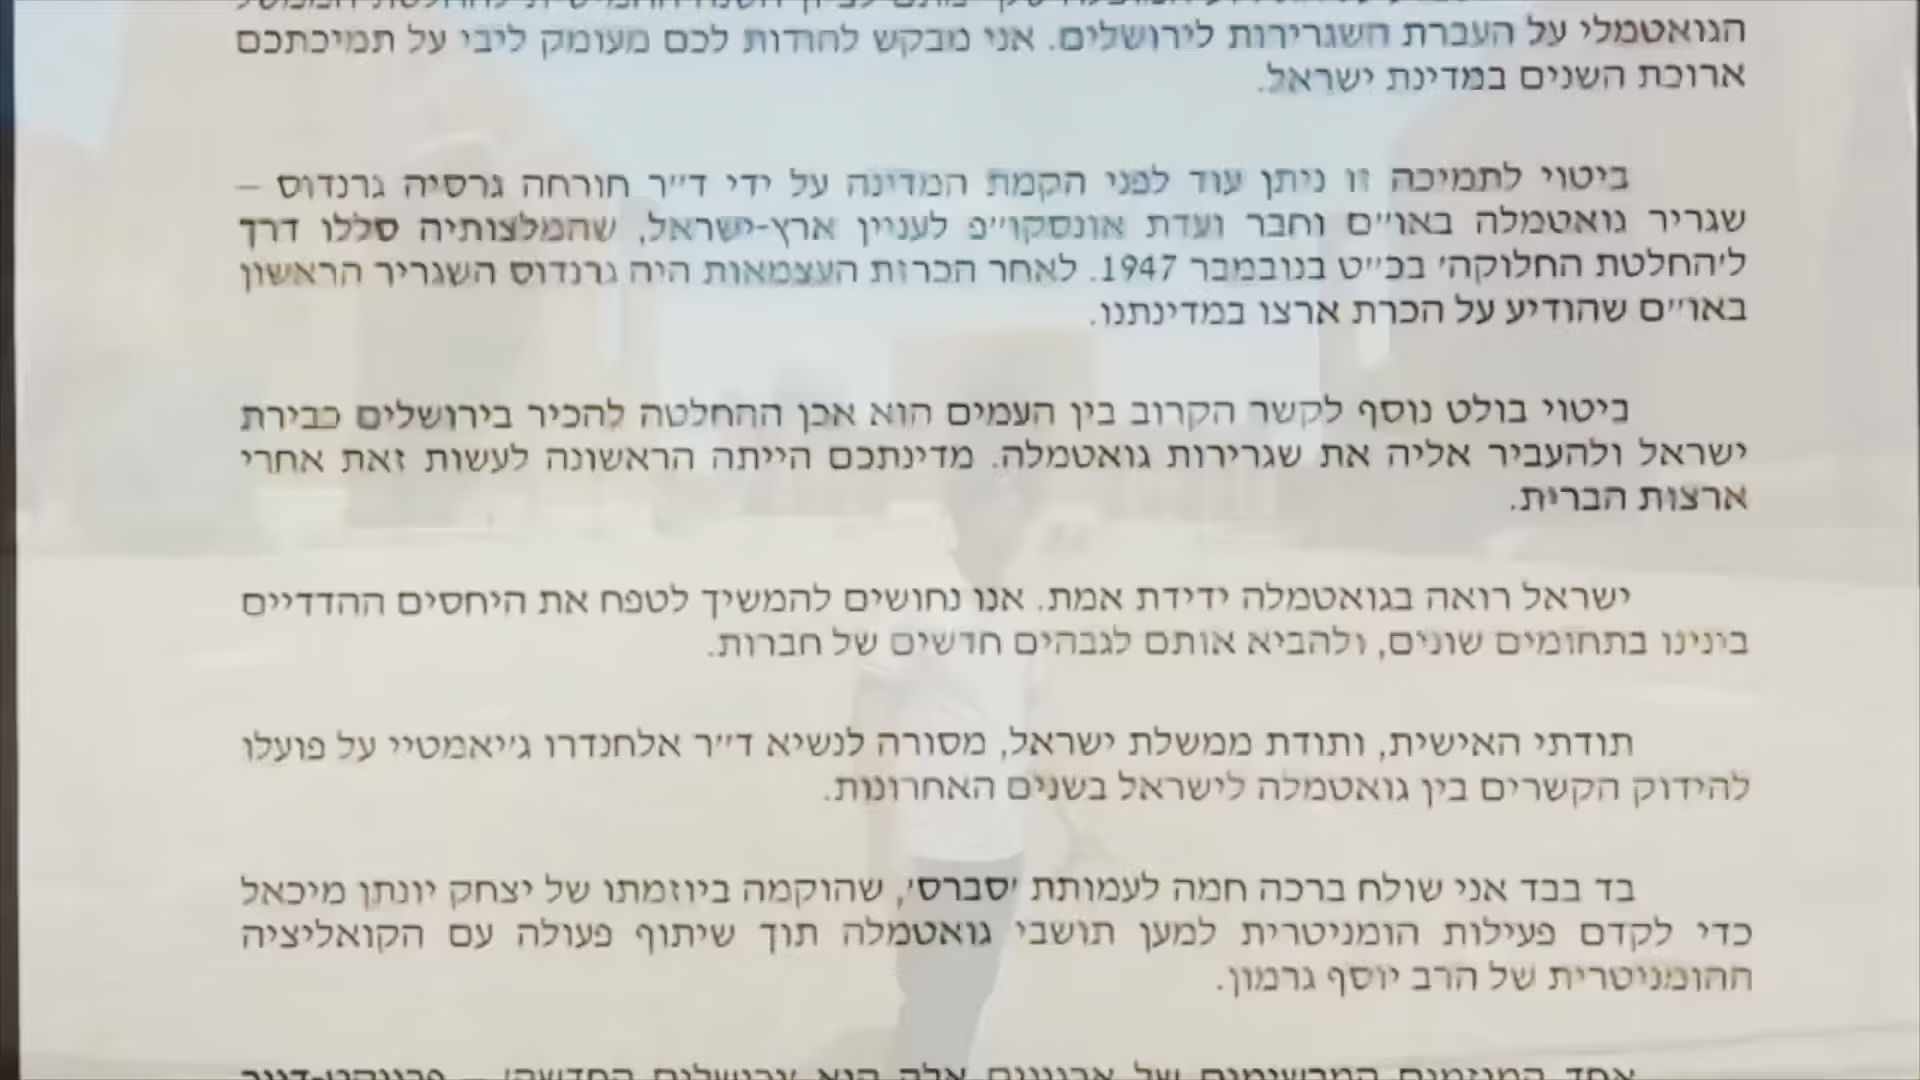 הגואטמלי על העברת השגרירות לירושלים. אני מבקש להודות לכם מעומק ליבי על תמיכתכם
ארוכת השנים במדינת ישראל.
ביטוי לתמיכה זו ניתן עוד לפני הקמת המדינה על ידי ד״ר חורחה גרסיה גרנדוס –
שגריר גואטמלה באו״ם וחבר ועדת אונסקו״פ לעניין ארץ-ישראל, שהמלצותיה סללו דרך
ל׳החלטת החלוקה׳ בכ״ט בנובמבר 1947. לאחר הכרזת העצמאות היה גרנדוס השגריר הראשון
באו״ם שהודיע על הכרת ארצו במדינתנו.
ביטוי בולט נוסף לקשר הקרוב בין העמים הוא אכן ההחלטה להכיר בירושלים כבירת
ישראל ולהעביר אליה את שגרירות גואטמלה. מדינתכם הייתה הראשונה לעשות זאת אחרי
ארצות הברית.
ישראל רואה בגואטמלה ידידת אמת. אנו נחושים להמשיך לטפח את היחסים ההדדיים
בינינו בתחומים שונים, ולהביא אותם לגבהים חדשים של חברות.
תודתי האישית, ותודת ממשלת ישראל, מסורה לנשיא ד״ר אלחנדרו ג׳יאמטיי על פועלו
להידוק הקשרים בין גואטמלה לישראל בשנים האחרונות.
בד בבד אני שולח ברכה חמה לעמותת ׳סברס׳, שהוקמה ביוזמתו של יצחק יונתן מיכאל
כדי לקדם פעילות הומניטרית למען תושבי גואטמלה תוך שיתוף פעולה עם הקואליציה
ההומניטרית של הרב יוסף גרמון.